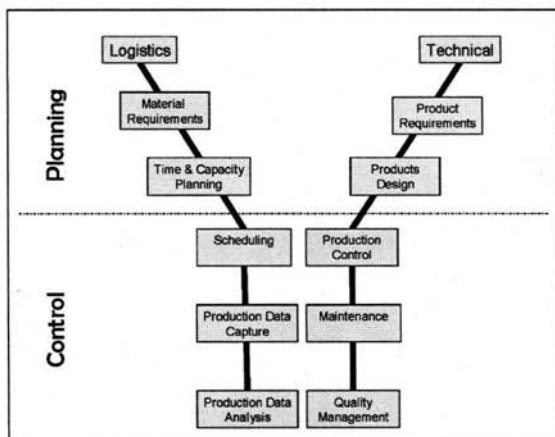 Logistics
Technical
Planning
Material
Requirements
Product
Requirements
Time & Capacity
Planning
Products
Design
Control
Scheduling
Production
Control
Production Data
Capture
Maintenance
Production Data
Analysis
Quality
Management